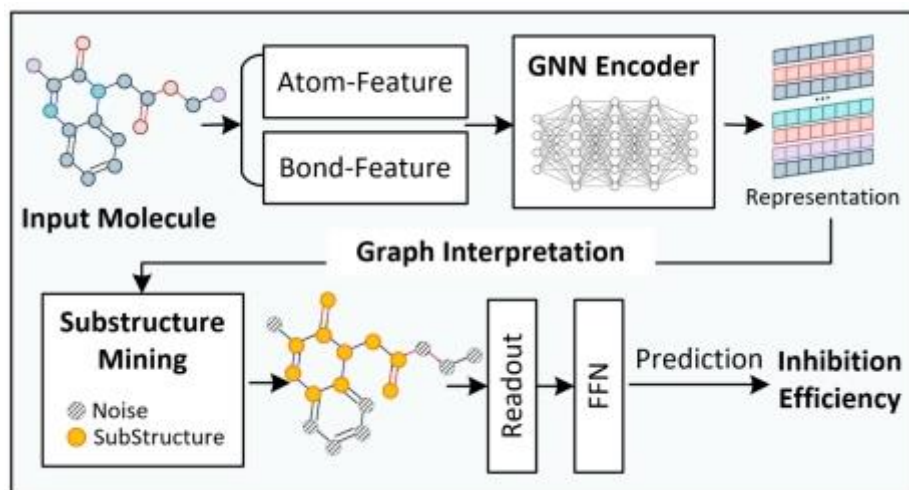 Atom-Feature
Bond-Feature
GNN Encoder
...
Input Molecule
Representation
Graph Interpretation
Substructure
Mining
Noise
SubStructure
Readout
FFN
Prediction
Inhibition
Efficiency